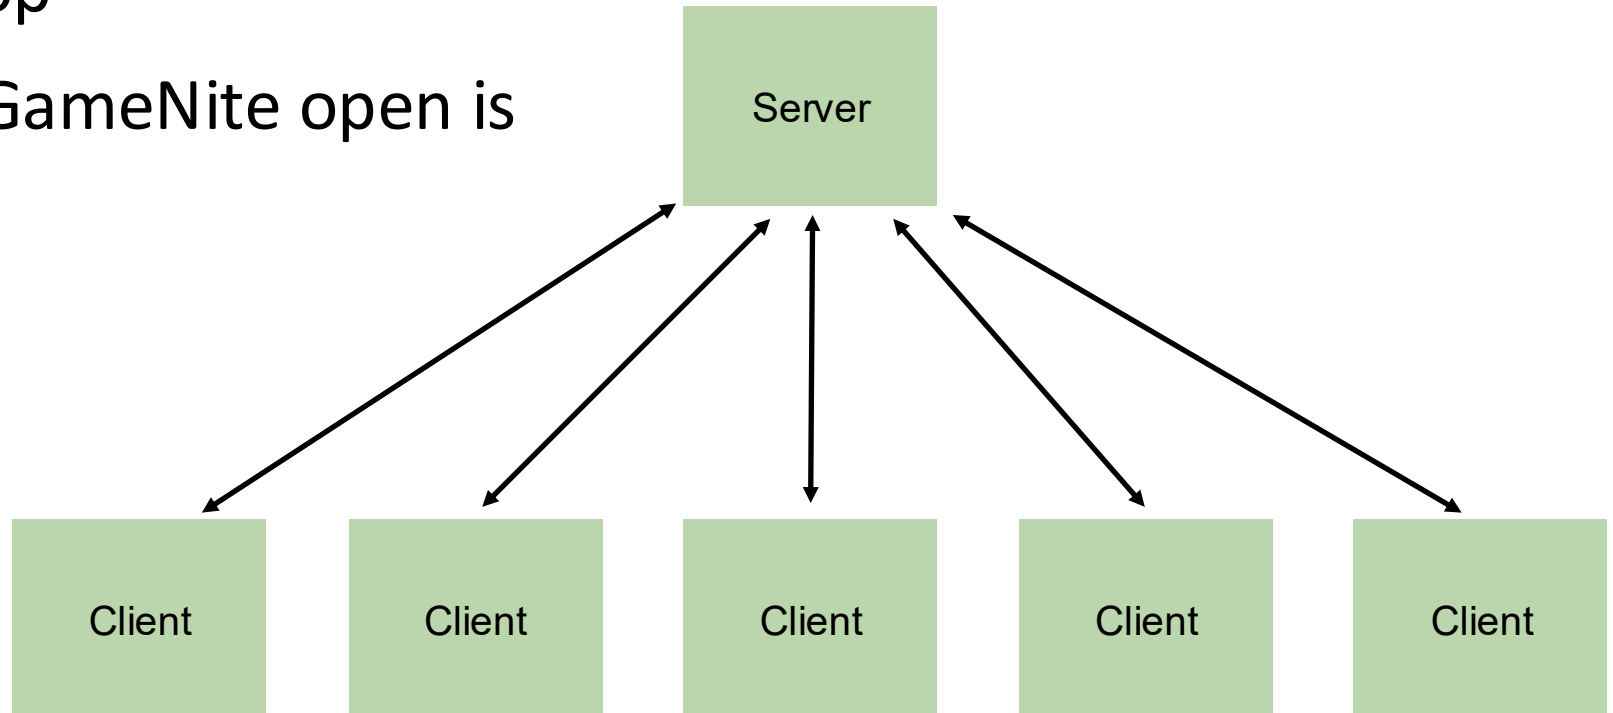 GameNite open is
Server
Client
Client
Client
Client
Client